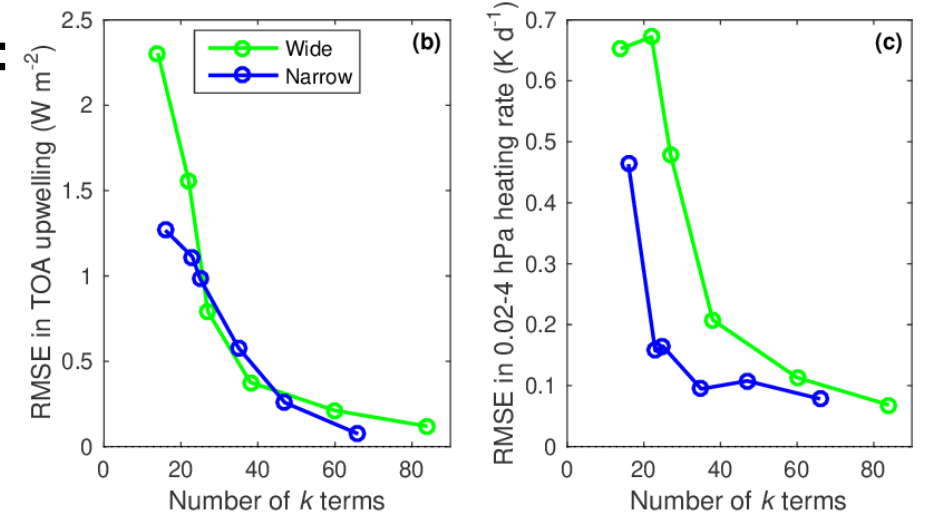 RMSE in TOA upwelling (W m⁻²)
2.5
2
1.5
1
0.5
0
(b)
Wide
Narrow
0 20 40 60 80
Number of k terms
RMSE in 0.02-4 hPa heating rate (K d⁻¹)
0.7
0.6
0.5
0.4
0.3
0.2
0.1
0
(c)
0 20 40 60 80
Number of k terms